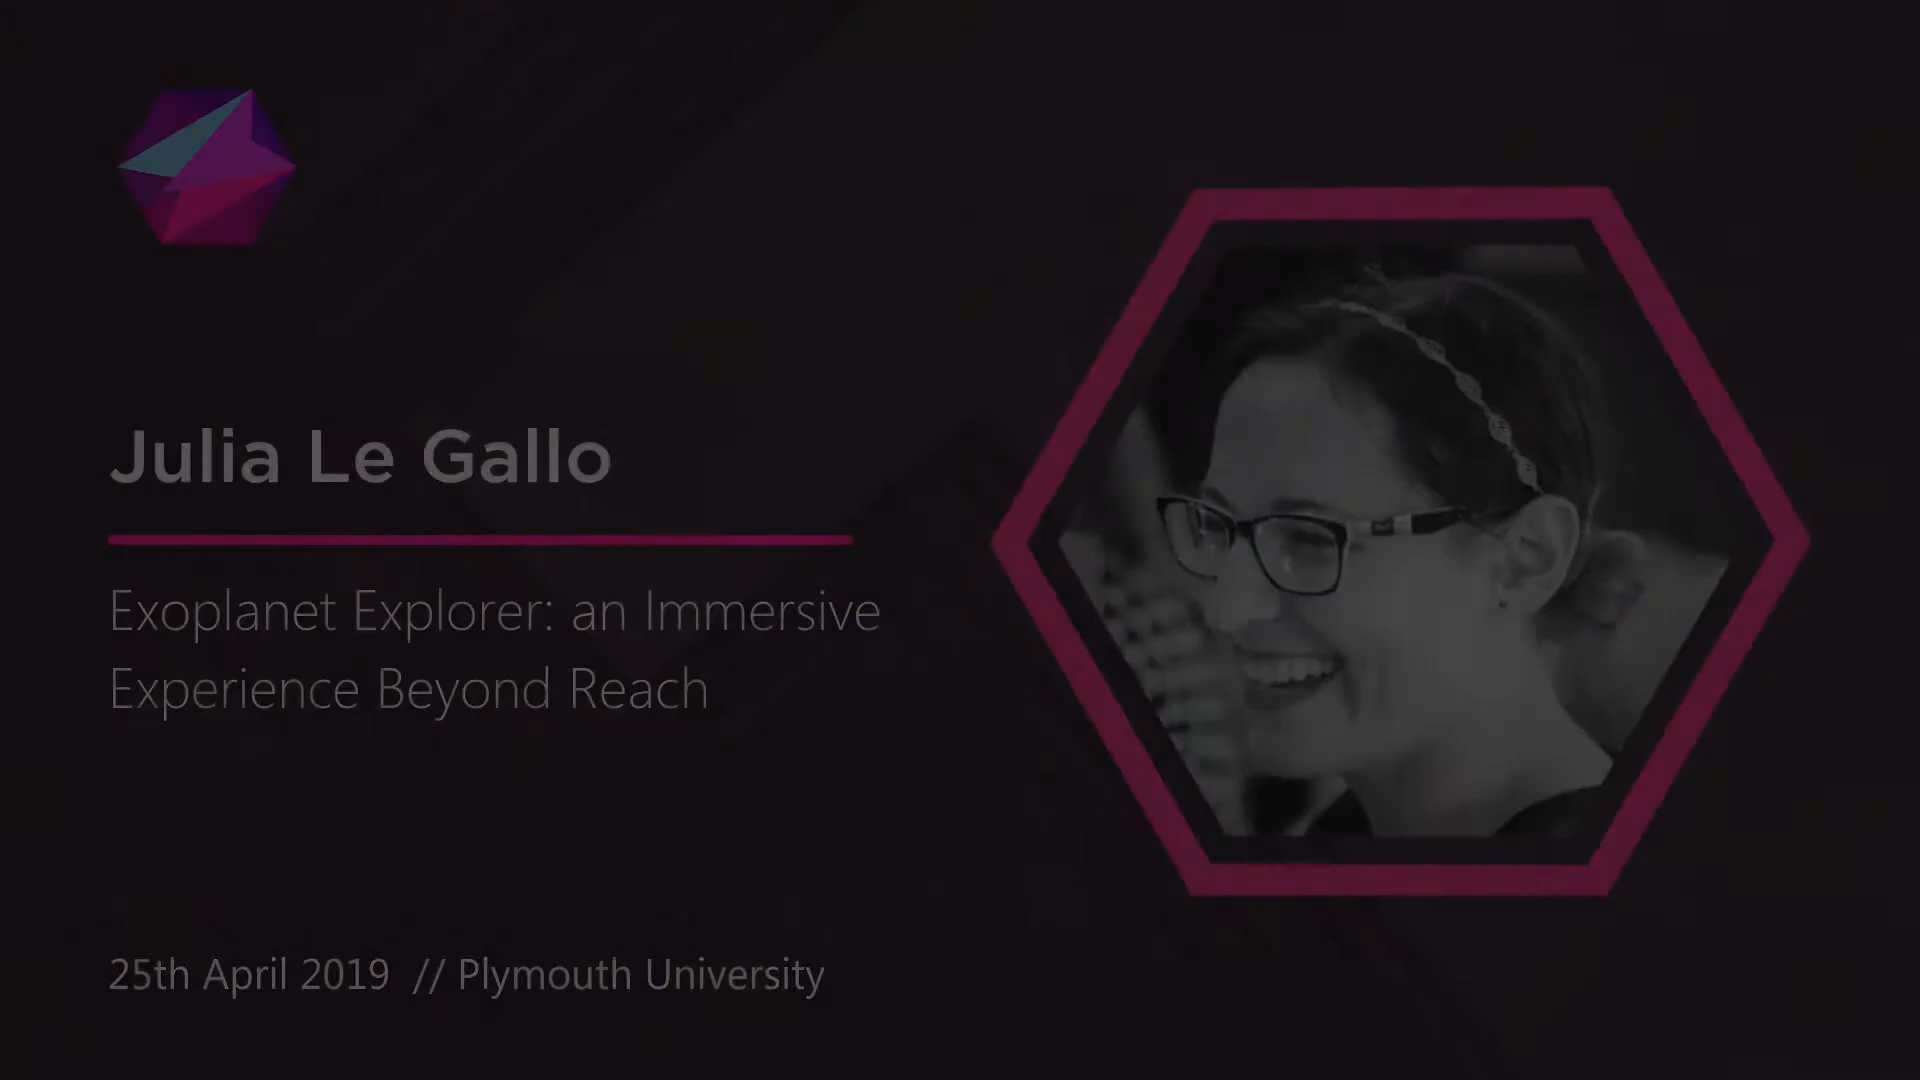 Julia Le Gallo
Exoplanet Explorer: an Immersive
Experience Beyond Reach
25th April 2019 // Plymouth University